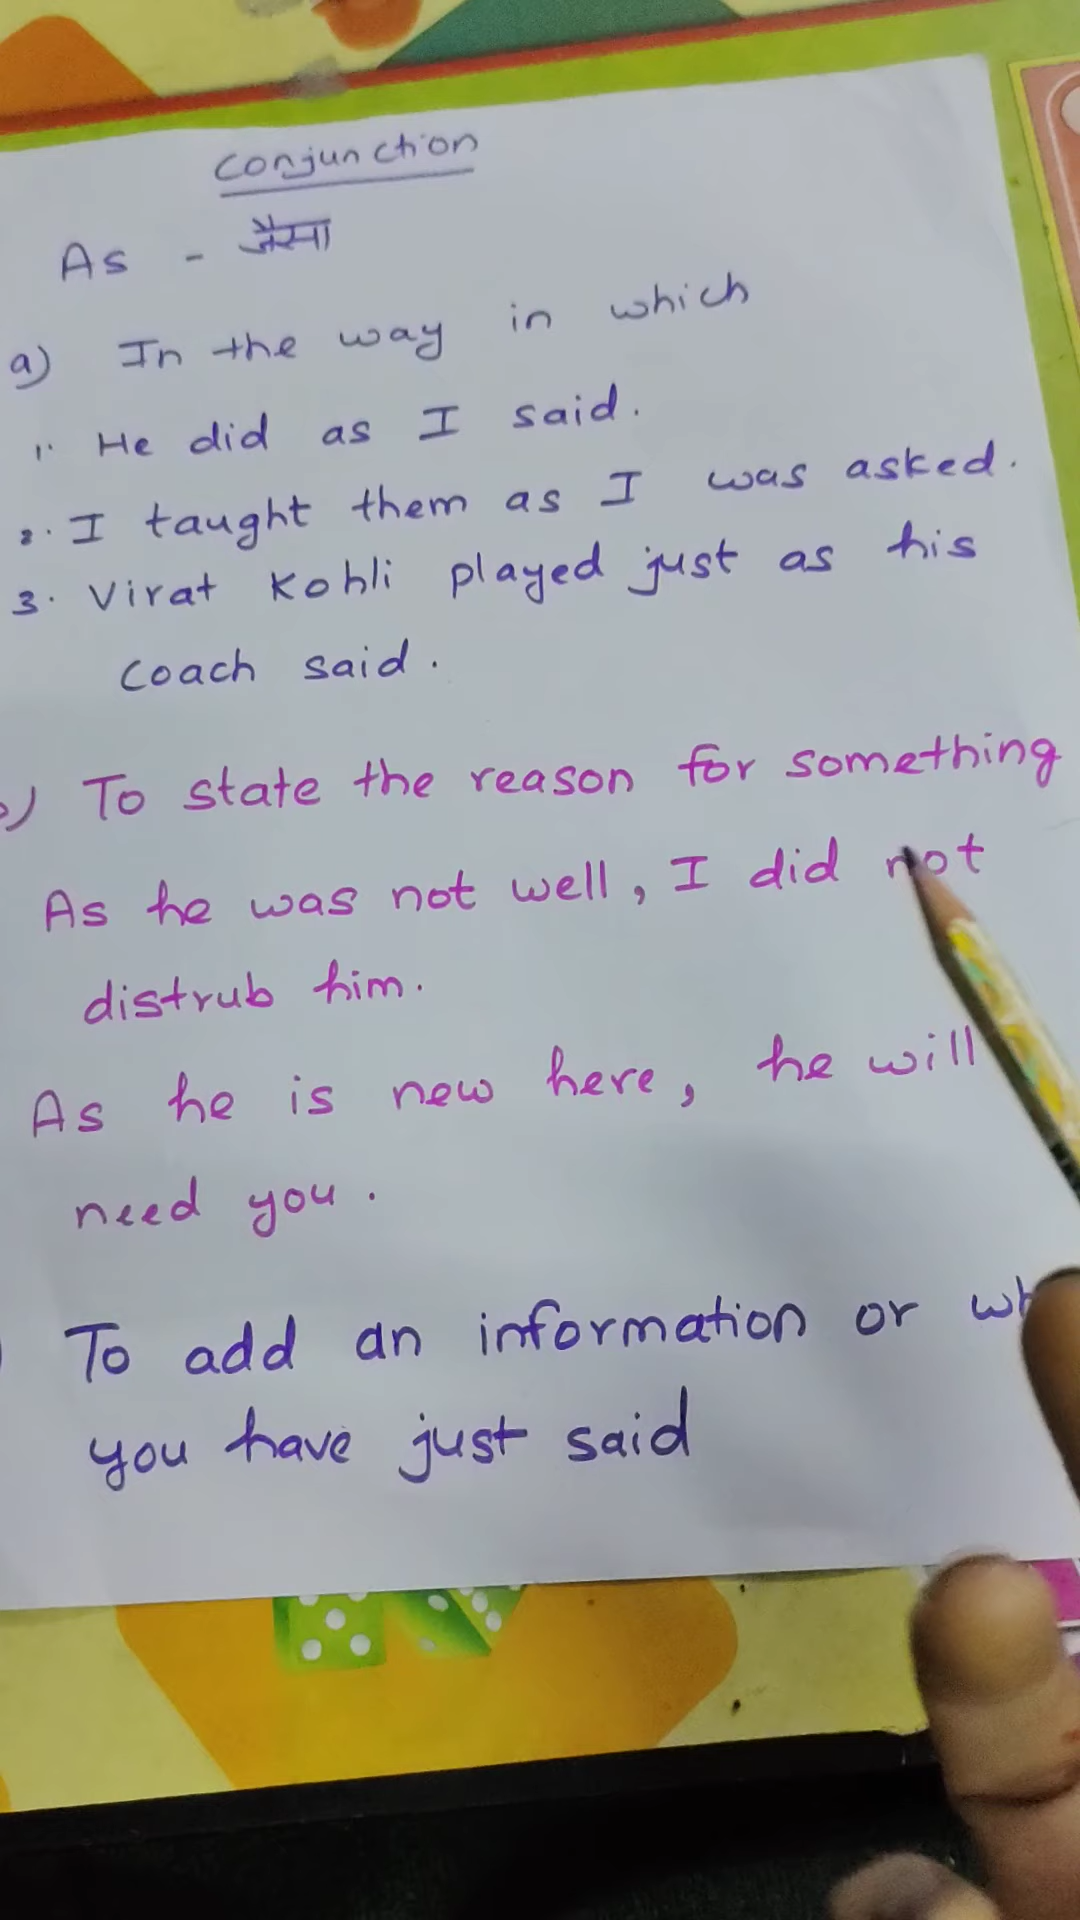 Conjunction
As - जैसा
a) In the way in which
1. He did as I said.
2. I taught them as I was asked.
3. Virat Kohli played just as his
Coach said.
To state the reason for something
As he was not well, I did not
distrub him.
As he is new here, he will
need you.
To add an information or
you have just said